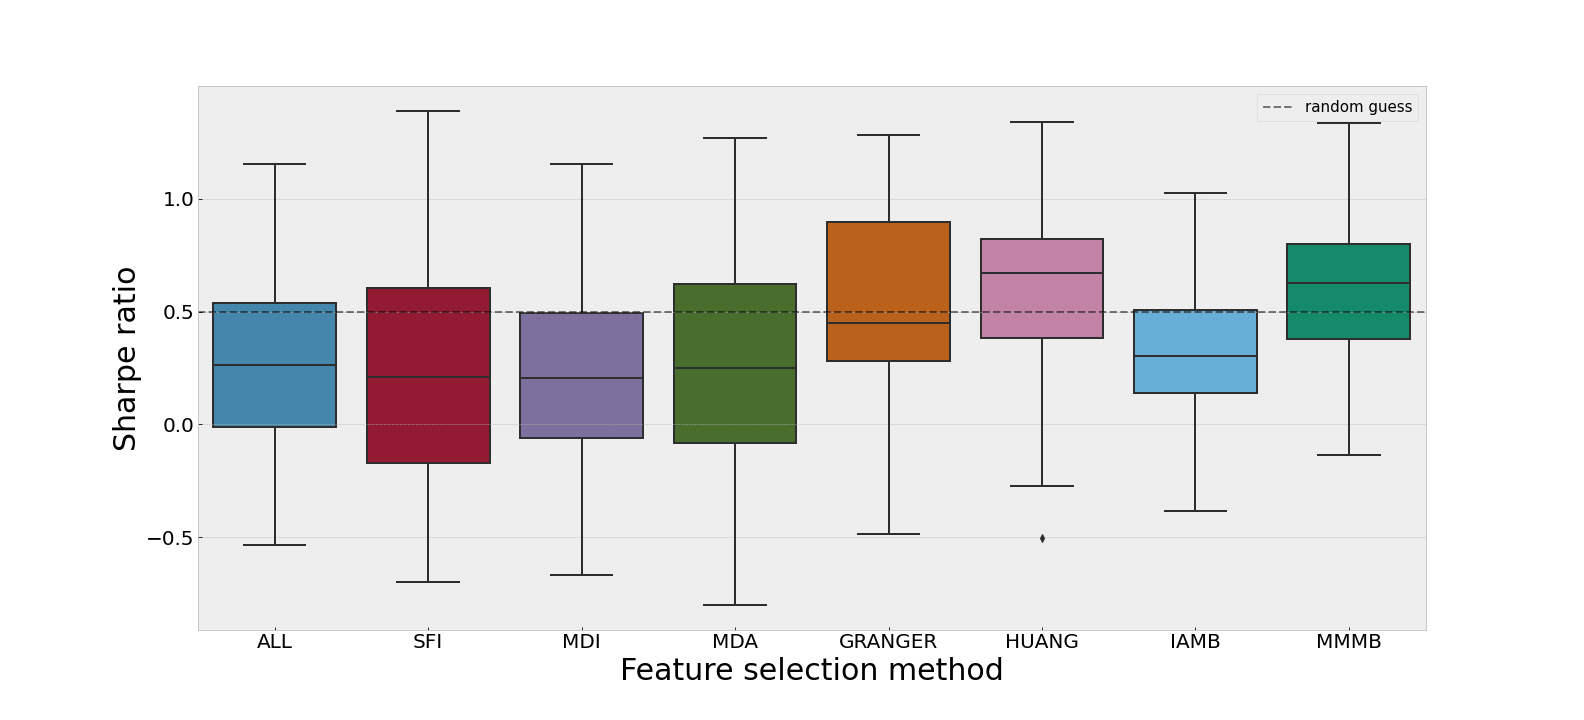 random guess
Sharpe ratio
1.0
0.5
0.0
−0.5
ALL SFI MDI MDA GRANGER HUANG IAMB MMMB
Feature selection method